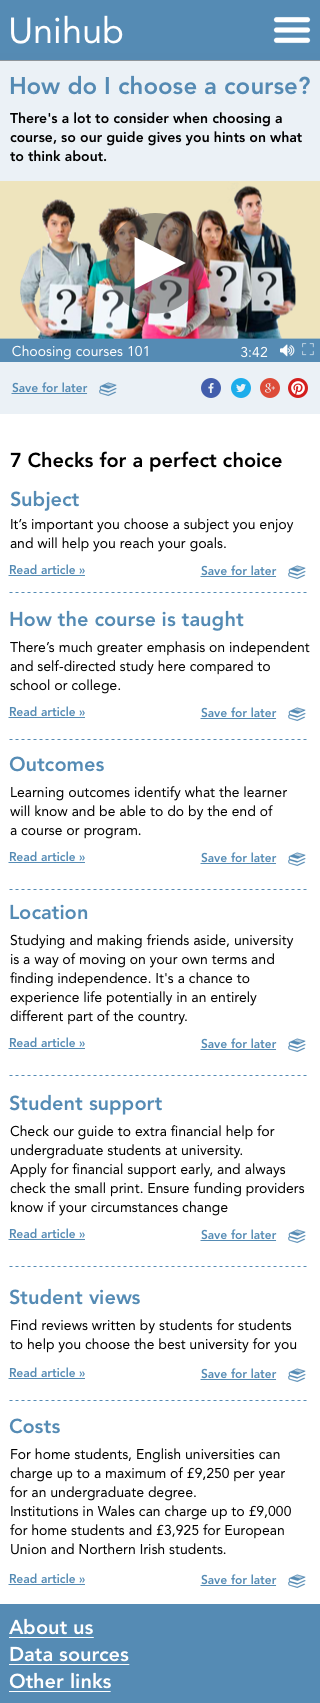 Unihub
How do I choose a course?
There's a lot to consider when choosing a
course, so our guide gives you hints on what
to think about.
? ? ? ? ?
Choosing courses 101 3:42
Save for later
7 Checks for a perfect choice
Subject
It's important you choose a subject you enjoy
and will help you reach your goals.
Read article » Save for later
How the course is taught
There's much greater emphasis on independent
and self-directed study here compared to
school or college.
Read article » Save for later
Outcomes
Learning outcomes identify what the learner
will know and be able to do by the end of
a course or program.
Read article » Save for later
Location
Studying and making friends aside, university
is a way of moving on your own terms and
finding independence. It's a chance to
experience life potentially in an entirely
different part of the country.
Read article » Save for later
Student support
Check our guide to extra financial help for
undergraduate students at university.
Apply for financial support early, and always
check the small print. Ensure funding providers
know if your circumstances change
Read article » Save for later
Student views
Find reviews written by students for students
to help you choose the best university for you
Read article » Save for later
Costs
For home students, English universities can
charge up to a maximum of £9,250 per year
for an undergraduate degree.
Institutions in Wales can charge up to £9,000
for home students and £3,925 for European
Union and Northern Irish students.
Read article » Save for later
About us
Data sources
Other links